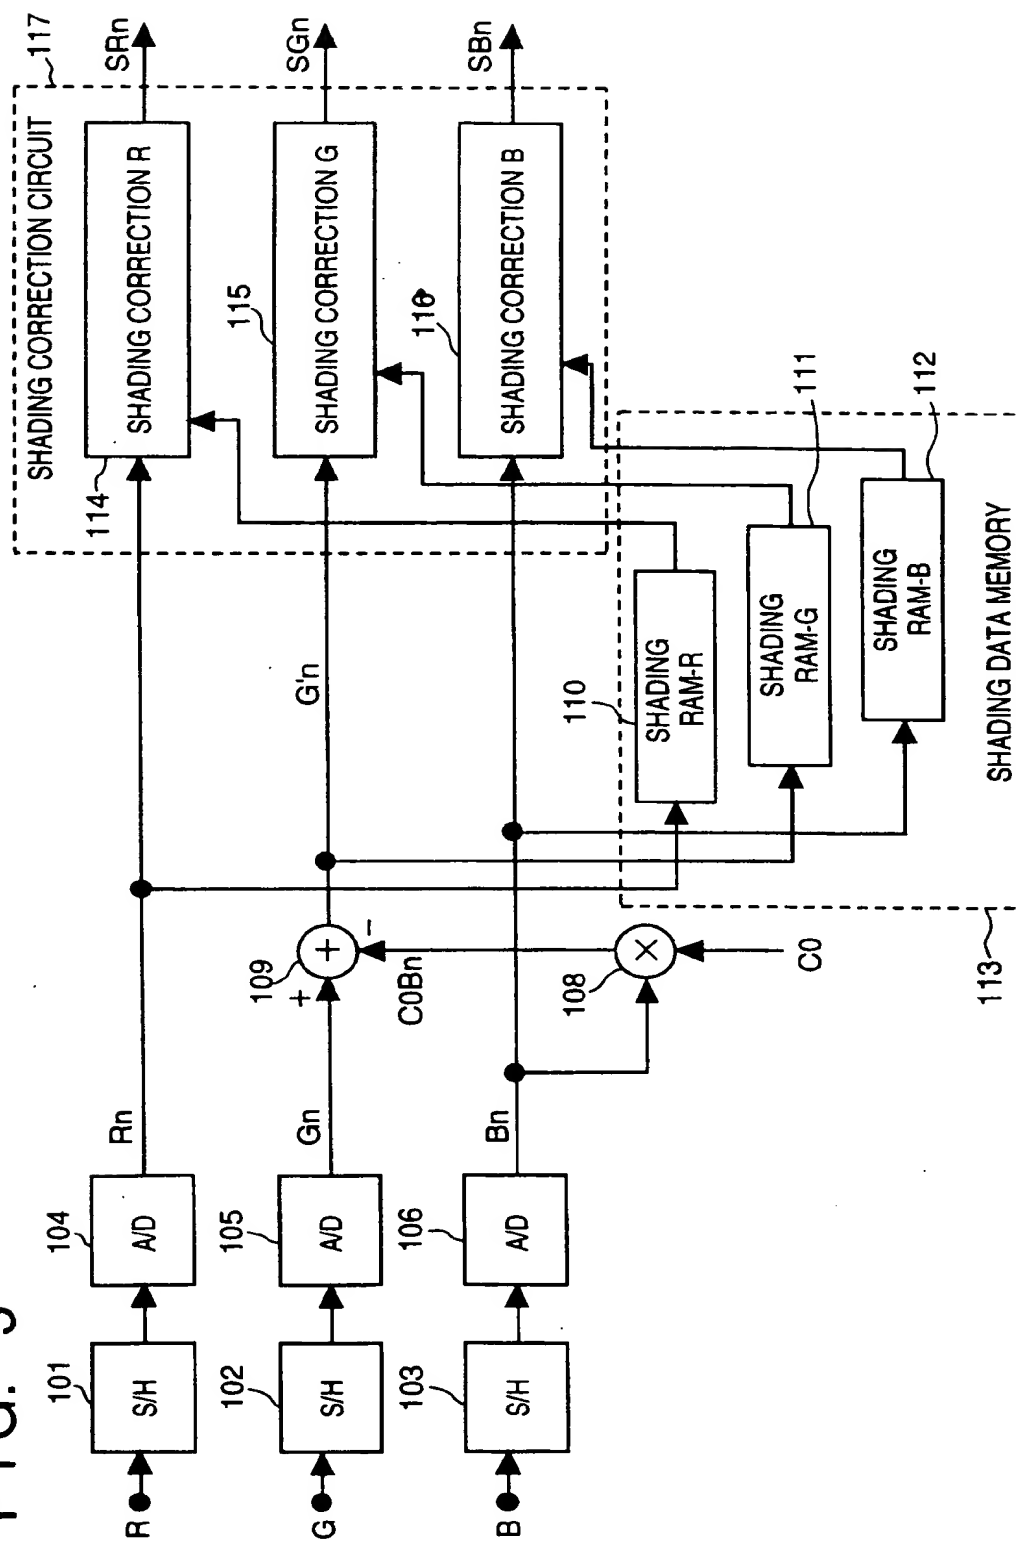 SHADING CORRECTION CIRCUIT
117
R
101
S/H
104
A/D
Rn
114
SHADING CORRECTION R
SRn
G
102
S/H
105
A/D
Gn
+
109
+
-
G'n
115
SHADING CORRECTION G
SGn
B
103
S/H
106
A/D
Bn
C0Bn
116
SHADING CORRECTION B
SBn
108
×
C0
110
SHADING
RAM-R
SHADING
RAM-G
111
SHADING
RAM-B
112
113
SHADING DATA MEMORY